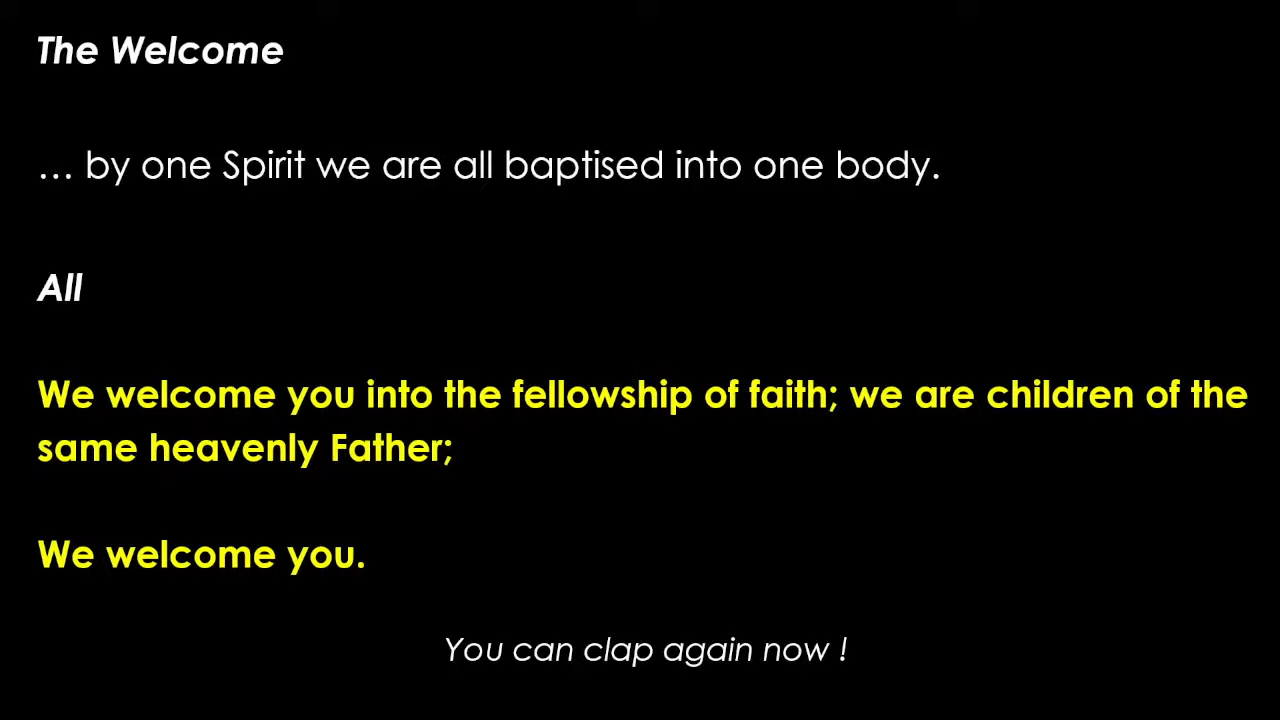 The Welcome
… by one Spirit we are all baptised into one body.
All
We welcome you into the fellowship of faith; we are children of the
same heavenly Father;
We welcome you.
You can clap again now !